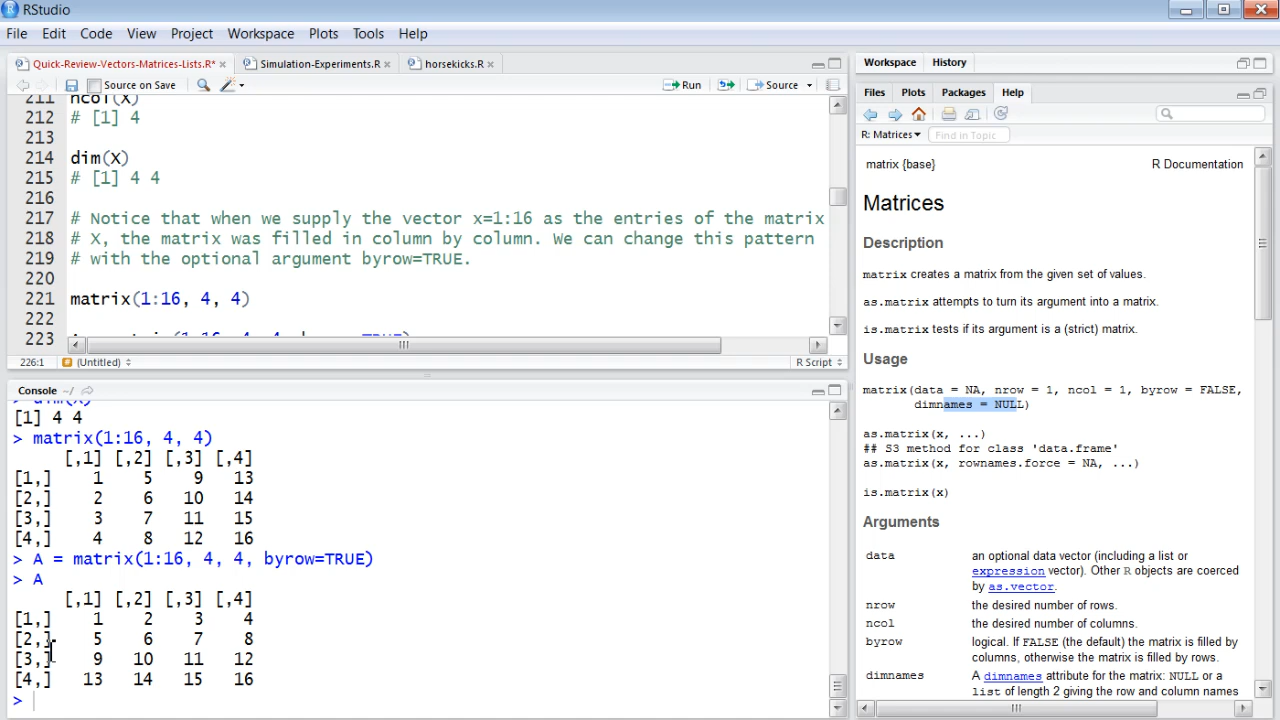 RStudio
File Edit Code View Project Workspace Plots Tools Help
Quick-Review-Vectors-Matrices-Lists.R* × Simulation-Experiments.R × horsekicks.R ×
Source on Save Run Source
211 ncol(X)
212 # [1] 4
213
214 dim(X)
215 # [1] 4 4
216
217 # Notice that when we supply the vector x=1:16 as the entries of the matrix
218 # X, the matrix was filled in column by column. We can change this pattern
219 # with the optional argument byrow=TRUE.
220
221 matrix(1:16, 4, 4)
222
223
226:1 (Untitled) R Script
Console ~/
dim(X)
[1] 4 4
> matrix(1:16, 4, 4)
[,1] [,2] [,3] [,4]
[1,] 1 5 9 13
[2,] 2 6 10 14
[3,] 3 7 11 15
[4,] 4 8 12 16
> A = matrix(1:16, 4, 4, byrow=TRUE)
> A
[,1] [,2] [,3] [,4]
[1,] 1 2 3 4
[2,] 5 6 7 8
[3,] 9 10 11 12
[4,] 13 14 15 16
>
Workspace History
Files Plots Packages Help
R: Matrices Find in Topic
matrix {base} R Documentation
Matrices
Description
matrix creates a matrix from the given set of values.
as.matrix attempts to turn its argument into a matrix.
is.matrix tests if its argument is a (strict) matrix.
Usage
matrix(data = NA, nrow = 1, ncol = 1, byrow = FALSE,
dimnames = NULL)
as.matrix(x, ...)
## S3 method for class 'data.frame'
as.matrix(x, rownames.force = NA, ...)
is.matrix(x)
Arguments
data an optional data vector (including a list or
expression vector). Other R objects are coerced
by as.vector.
nrow the desired number of rows.
ncol the desired number of columns.
byrow logical. If FALSE (the default) the matrix is filled by
columns, otherwise the matrix is filled by rows.
dimnames A dimnames attribute for the matrix: NULL or a
list of length 2 giving the row and column names